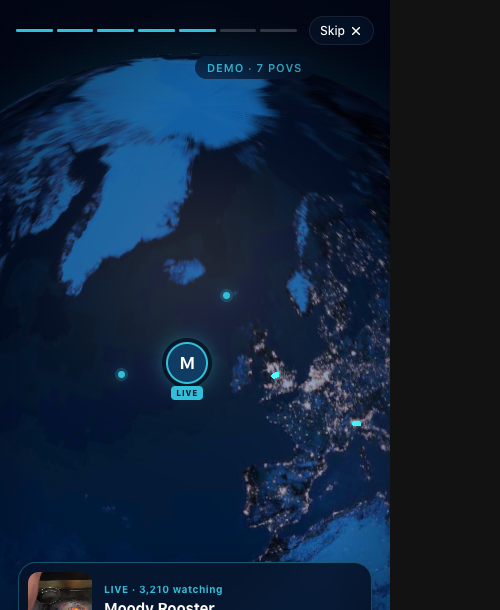 Skip ✕
DEMO · 7 POVS
M
LIVE
LIVE · 3,210 watching
Moody Rooster